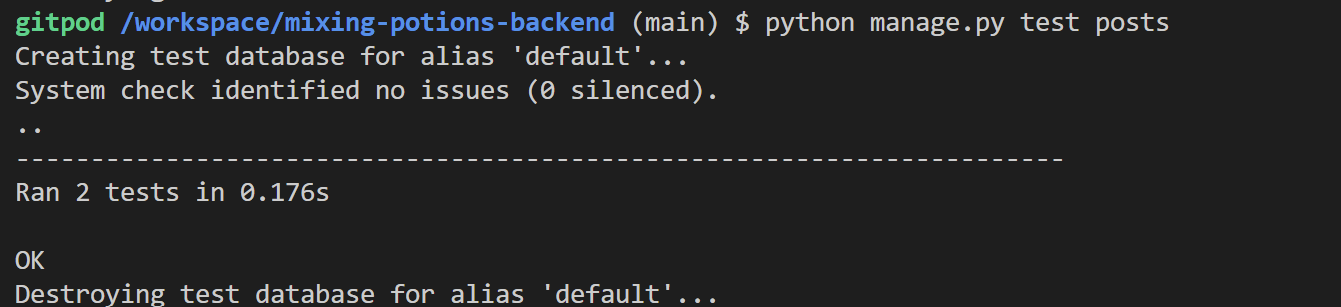 gitpod /workspace/mixing-potions-backend (main) $ python manage.py test posts
Creating test database for alias 'default'...
System check identified no issues (0 silenced).
..
----------------------------------------------------------------------
Ran 2 tests in 0.176s
OK
Destroying test database for alias 'default'...